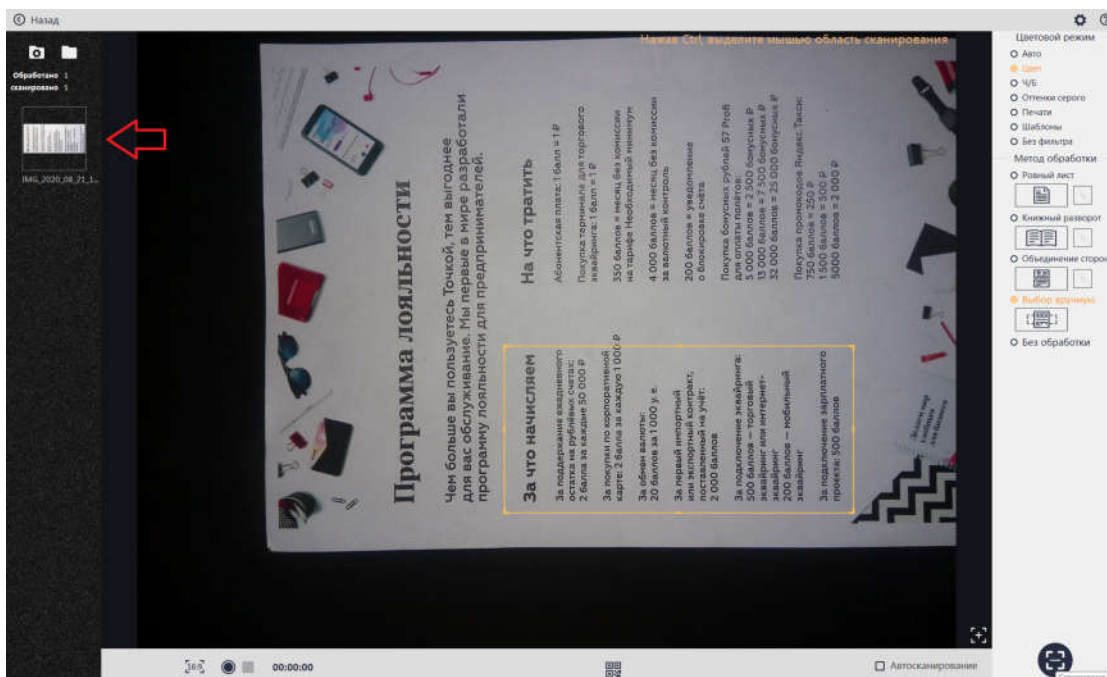 Назад
Обработано 1
сканировано 1
IMG_2020_08_21_1...
Нажав Ctrl, выделите мышью область сканирования
Программа лояльности
Чем больше вы пользуетесь Точкой, тем выгоднее
для вас обслуживание. Мы первые в мире разработали
программу лояльности для предпринимателей.
За что начисляем
За поддержание ежедневного
остатка на рублёвых счетах:
2 балла за каждые 50 000 ₽
За покупки по корпоративной
карте: 2 балла за каждую 1 000 ₽
За обмен валюты:
20 баллов за 1 000 у. е.
За первый импортный
или экспортный контракт,
поставленный на учёт:
2 000 баллов
За подключение эквайринга:
500 баллов — торговый
эквайринг или интернет-
эквайринг
200 баллов — мобильный
эквайринг
За подключение зарплатного
проекта: 500 баллов
На что тратить
Абонентская плата: 1 балл = 1 ₽
Покупка терминала для торгового
эквайринга: 1 балл = 1 ₽
350 баллов = месяц без комиссии
на тарифе Необходимый минимум
4 000 баллов = месяц без комиссии
за валютный контроль
200 баллов = уведомление
о блокировке счёта
Покупка бонусных рублей S7 Profi
для оплаты полётов:
5 000 баллов = 2 500 бонусных ₽
13 000 баллов = 7 500 бонусных ₽
32 000 баллов = 25 000 бонусных ₽
Покупка промокодов Яндекс.Такси:
750 баллов = 250 ₽
1 500 баллов = 500 ₽
5000 баллов = 2 000 ₽
Делаем мир
удобным
для бизнеса
Цветовой режим
Авто
Цвет
Ч/Б
Оттенки серого
Печати
Шаблоны
Без фильтра
Метод обработки
Ровный лист
Книжный разворот
Объединение сторон
Выбор вручную
Без обработки
00:00:00
Автосканирование